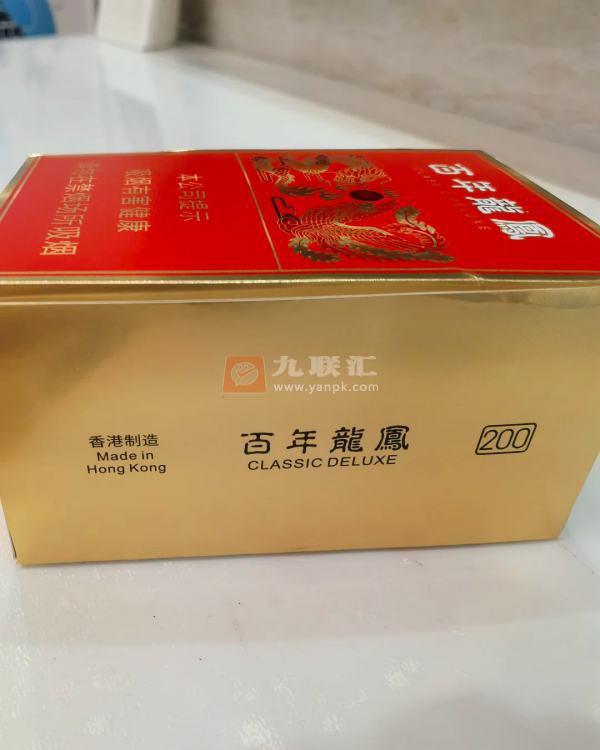 百年龍鳳
CLASSIC DELUXE
本公司提示
吸烟有害健康
请勿在禁烟场所吸烟
九联汇
www.yanpk.com
香港制造
Made in
Hong Kong
百年龍鳳
CLASSIC DELUXE
200